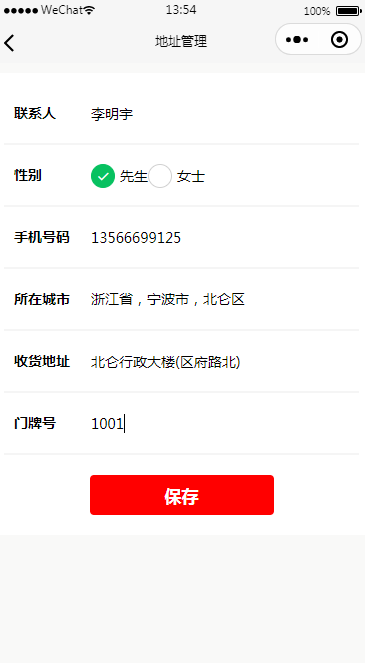 WeChat 13:54 100%
地址管理
联系人 李明宇
性别 先生 女士
手机号码 13566699125
所在城市 浙江省，宁波市，北仑区
收货地址 北仑行政大楼(区府路北)
门牌号 1001
保存